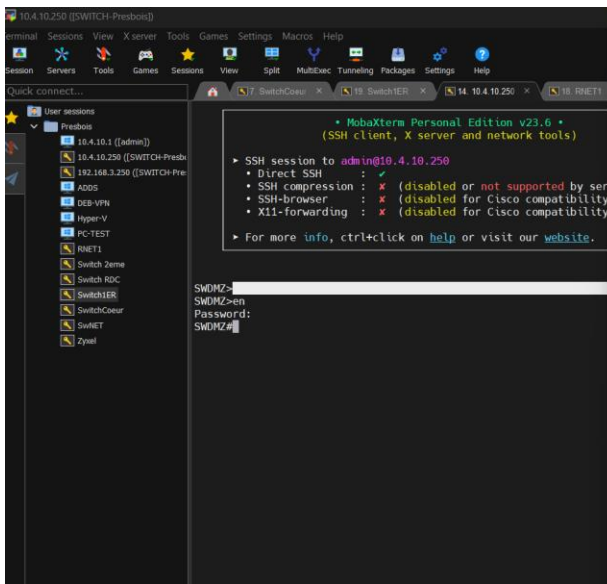 10.4.10.250 ([SWITCH-Presbois])
erminal Sessions View X server Tools Games Settings Macros Help
Session Servers Tools Games Sessions View Split MultiExec Tunneling Packages Settings Help
Quick connect...
7. SwitchCoeur × 19. Switch1ER × 14. 10.4.10.250 × 18. RNET1
User sessions
Presbois
10.4.10.1 ([admin])
10.4.10.250 ([SWITCH-Presbo
192.168.3.250 ([SWITCH-Pre
ADDS
DEB-VPN
Hyper-V
PC-TEST
RNET1
Switch 2eme
Switch RDC
Switch1ER
SwitchCoeur
SwNET
Zyxel
• MobaXterm Personal Edition v23.6 •
(SSH client, X server and network tools)
► SSH session to admin@10.4.10.250
• Direct SSH : ✔
• SSH compression : ✘ (disabled or not supported by ser
• SSH-browser : ✘ (disabled for Cisco compatibility
• X11-forwarding : ✘ (disabled for Cisco compatibility
► For more info, ctrl+click on help or visit our website.
SWDMZ>
SWDMZ>en
Password:
SWDMZ#